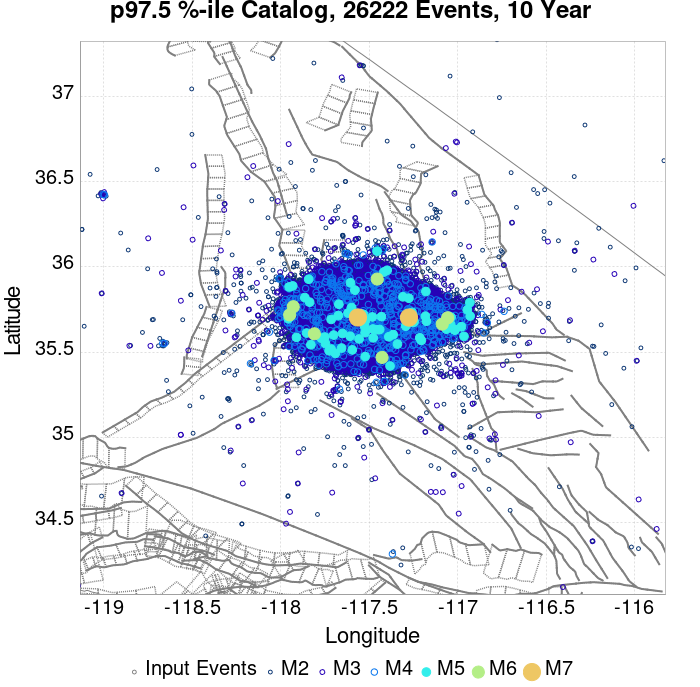 p97.5 %-ile Catalog, 26222 Events, 10 Year
37
36.5
36
35.5
35
34.5
Latitude
-119 -118.5 -118 -117.5 -117 -116.5 -116
Longitude
Input Events M2 M3 M4 M5 M6 M7